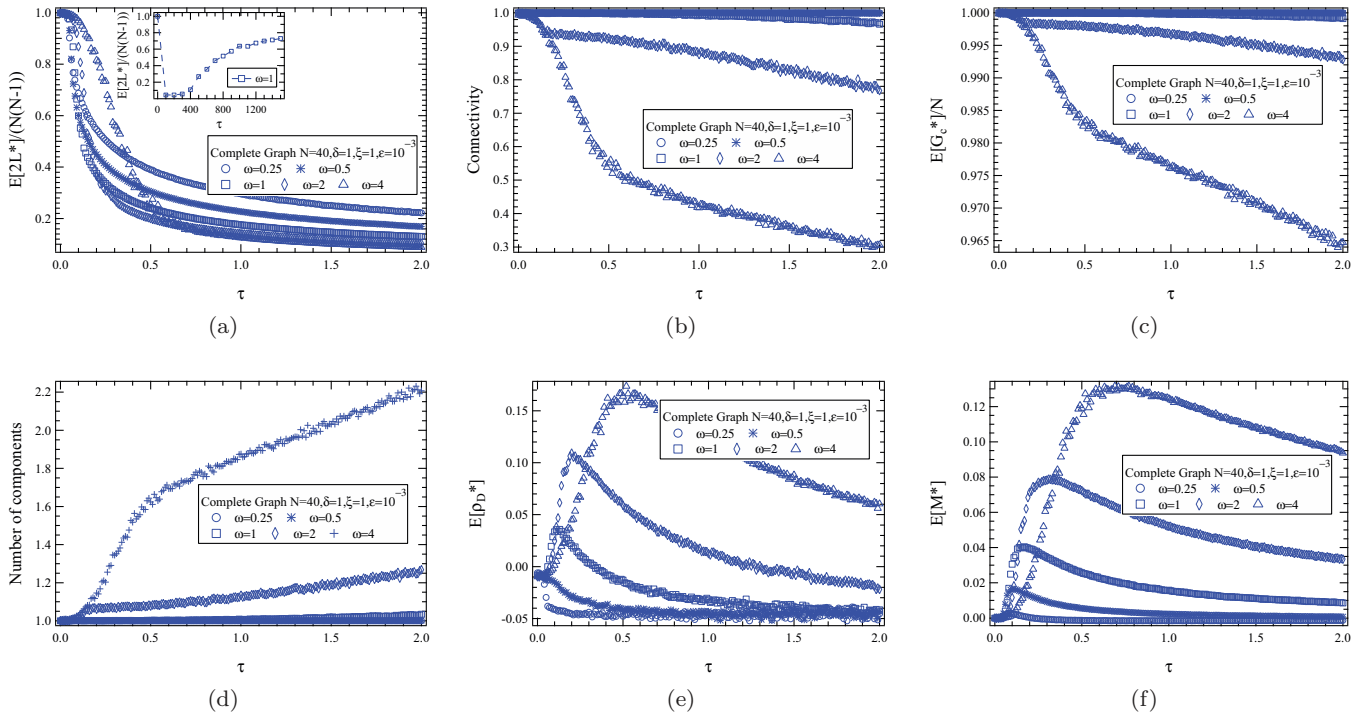 1.0
0.8
0.6
0.4
0.2
E[2L*]/(N(N-1))
0.0
0.5
1.0
1.5
2.0
τ
1.0
0.8
0.6
0.4
0.2
E[2L*]/(N(N-1))
0
400
800
1200
τ
ω=1
Complete Graph N=40,δ=1,ξ=1,ε=10⁻³
ω=0.25 ω=0.5
ω=1 ω=2 ω=4
(a)
1.0
0.9
0.8
0.7
0.6
0.5
0.4
0.3
Connectivity
0.0
0.5
1.0
1.5
2.0
τ
Complete Graph N=40,δ=1,ξ=1,ε=10⁻³
ω=0.25 ω=0.5
ω=1 ω=2 ω=4
(b)
1.000
0.995
0.990
0.985
0.980
0.975
0.970
0.965
E[G_c*]/N
0.0
0.5
1.0
1.5
2.0
τ
Complete Graph N=40,δ=1,ξ=1,ε=10⁻³
ω=0.25 ω=0.5
ω=1 ω=2 ω=4
(c)
2.2
2.0
1.8
1.6
1.4
1.2
1.0
Number of components
0.0
0.5
1.0
1.5
2.0
τ
Complete Graph N=40,δ=1,ξ=1,ε=10⁻³
ω=0.25 ω=0.5
ω=1 ω=2 ω=4
(d)
0.15
0.10
0.05
0.00
-0.05
E[ρ_D*]
0.0
0.5
1.0
1.5
2.0
τ
Complete Graph N=40,δ=1,ξ=1,ε=10⁻³
ω=0.25 ω=0.5
ω=1 ω=2 ω=4
(e)
0.12
0.10
0.08
0.06
0.04
0.02
0.00
E[M*]
0.0
0.5
1.0
1.5
2.0
τ
Complete Graph N=40,δ=1,ξ=1,ε=10⁻³
ω=0.25 ω=0.5
ω=1 ω=2 ω=4
(f)